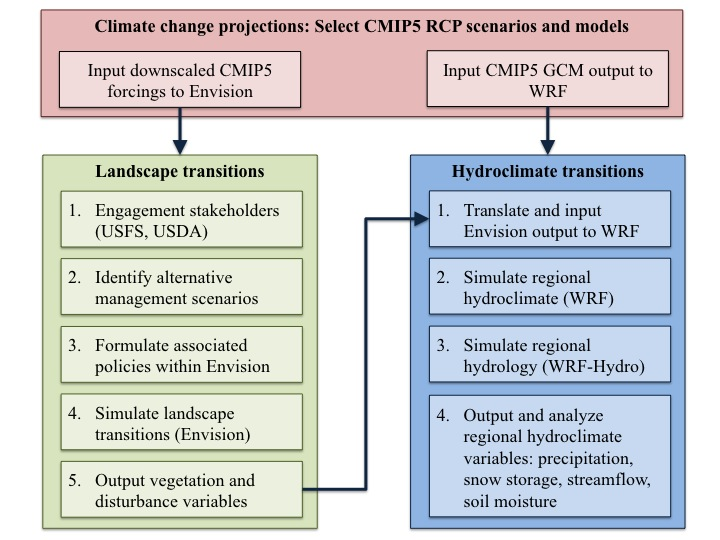 Climate change projections: Select CMIP5 RCP scenarios and models
Input downscaled CMIP5
forcings to Envision
Input CMIP5 GCM output to
WRF
Landscape transitions
1. Engagement stakeholders
(USFS, USDA)
2. Identify alternative
management scenarios
3. Formulate associated
policies within Envision
4. Simulate landscape
transitions (Envision)
5. Output vegetation and
disturbance variables
Hydroclimate transitions
1. Translate and input
Envision output to WRF
2. Simulate regional
hydroclimate (WRF)
3. Simulate regional
hydrology (WRF-Hydro)
4. Output and analyze
regional hydroclimate
variables: precipitation,
snow storage, streamflow,
soil moisture